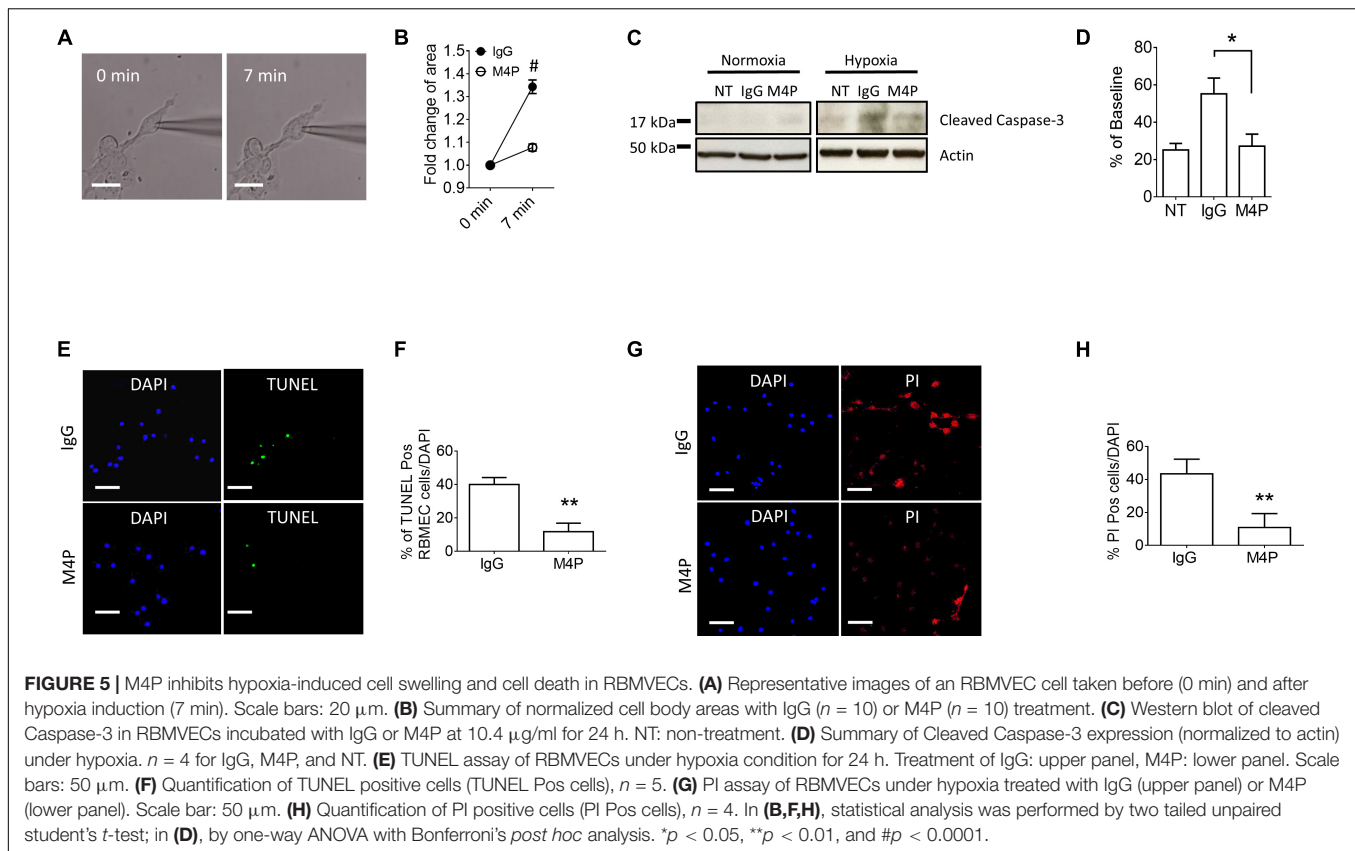 A
0 min
7 min
B
Fold change of area
1.5
1.4
1.3
1.2
1.1
1.0
0.9
IgG
M4P
#
0 min
7 min
C
Normoxia
Hypoxia
NT IgG M4P
NT IgG M4P
17 kDa
50 kDa
Cleaved Caspase-3
Actin
D
% of Baseline
80
60
40
20
0
*
NT IgG M4P
E
DAPI
TUNEL
IgG
M4P
F
% of TUNEL Pos
RBMEC cells/DAPI
60
40
20
0
**
IgG M4P
G
DAPI
PI
IgG
M4P
H
% PI Pos cells/DAPI
60
40
20
0
**
IgG M4P
FIGURE 5 | M4P inhibits hypoxia-induced cell swelling and cell death in RBMVECs. (A) Representative images of an RBMVEC cell taken before (0 min) and after
hypoxia induction (7 min). Scale bars: 20 μm. (B) Summary of normalized cell body areas with IgG (n = 10) or M4P (n = 10) treatment. (C) Western blot of cleaved
Caspase-3 in RBMVECs incubated with IgG or M4P at 10.4 μg/ml for 24 h. NT: non-treatment. (D) Summary of Cleaved Caspase-3 expression (normalized to actin)
under hypoxia. n = 4 for IgG, M4P, and NT. (E) TUNEL assay of RBMVECs under hypoxia condition for 24 h. Treatment of IgG: upper panel, M4P: lower panel. Scale
bars: 50 μm. (F) Quantification of TUNEL positive cells (TUNEL Pos cells), n = 5. (G) PI assay of RBMVECs under hypoxia treated with IgG (upper panel) or M4P
(lower panel). Scale bar: 50 μm. (H) Quantification of PI positive cells (PI Pos cells), n = 4. In (B,F,H), statistical analysis was performed by two tailed unpaired
student's t-test; in (D), by one-way ANOVA with Bonferroni's post hoc analysis. *p < 0.05, **p < 0.01, and #p < 0.0001.